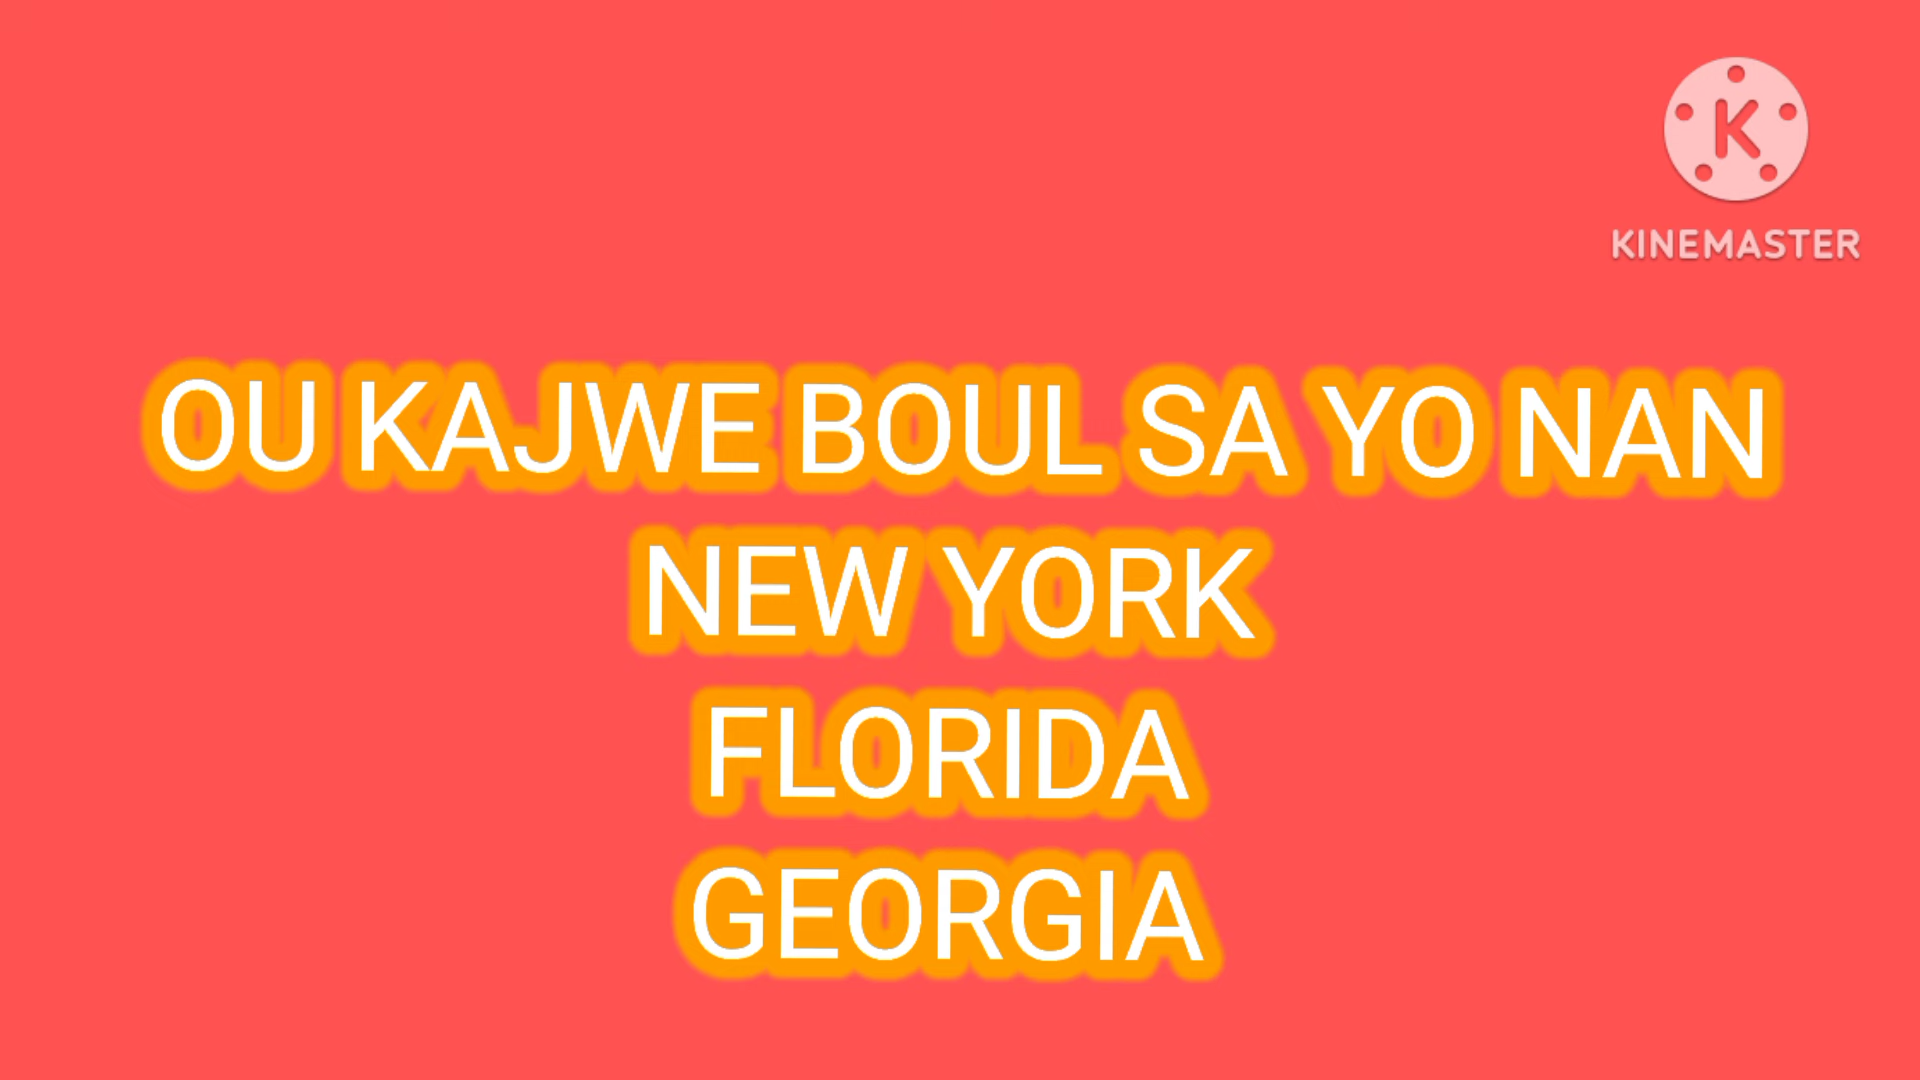 KINEMASTER
OU KAJWE BOUL SA YO NAN
NEW YORK
FLORIDA
GEORGIA